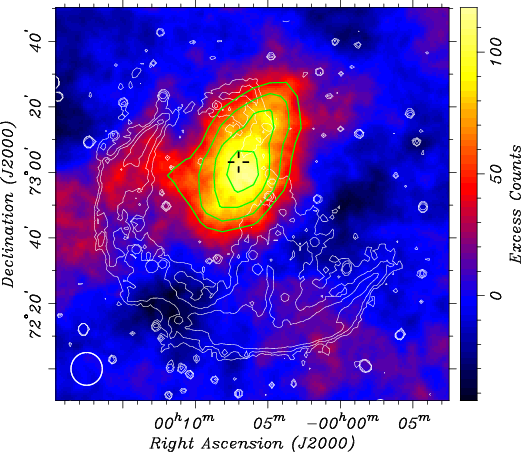 40'
20'
73° 00'
40'
72° 20'
Declination (J2000)
00ʰ10ᵐ 05ᵐ −00ʰ00ᵐ 05ᵐ
Right Ascension (J2000)
100
50
0
Excess Counts